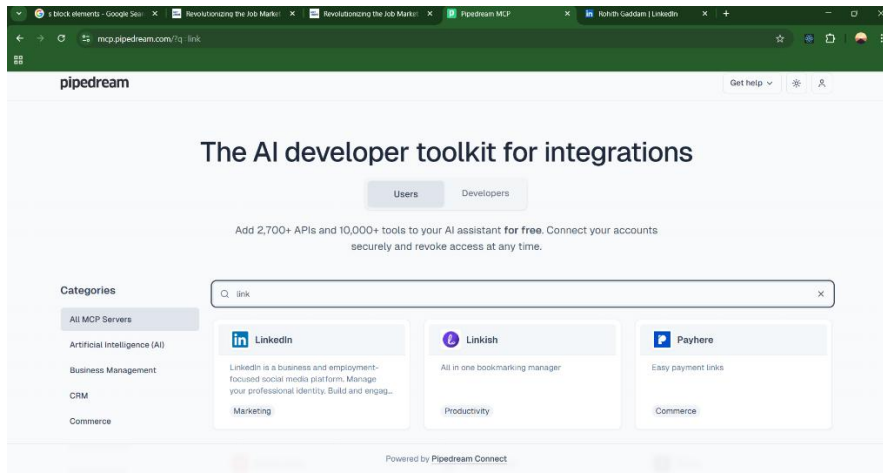 s block elements - Google Sea
Revolutionizing the Job Market
Revolutionizing the Job Market
Pipedream MCP
Rohith Gaddam | LinkedIn
mcp.pipedream.com/?q=link
pipedream
Get help
The AI developer toolkit for integrations
Users
Developers
Add 2,700+ APIs and 10,000+ tools to your AI assistant for free. Connect your accounts
securely and revoke access at any time.
Categories
link
All MCP Servers
Artificial Intelligence (AI)
Business Management
CRM
Commerce
LinkedIn
LinkedIn is a business and employment-
focused social media platform. Manage
your professional identity. Build and engag...
Marketing
Linkish
All in one bookmarking manager
Productivity
Payhere
Easy payment links
Commerce
Powered by Pipedream Connect